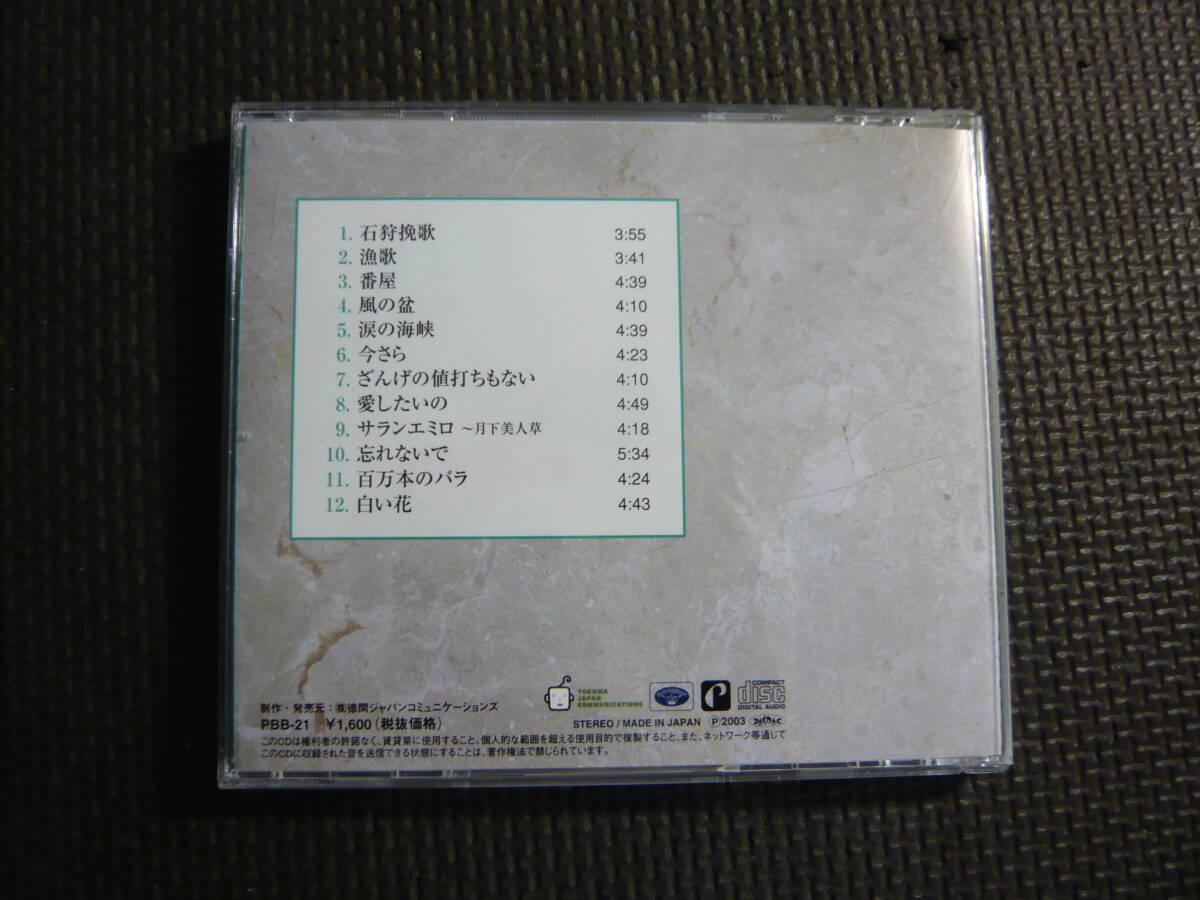 1. 石狩挽歌 3:55
2. 漁歌 3:41
3. 番屋 4:39
4. 風の盆 4:10
5. 涙の海峡 4:39
6. 今さら 4:23
7. ざんげの値打ちもない 4:10
8. 愛したいの 4:49
9. サランエミロ ～月下美人草 4:18
10. 忘れないで 5:34
11. 百万本のバラ 4:24
12. 白い花 4:43
TOKUMA
JAPAN
COMMUNICATIONS
COMPACT
disc
DIGITAL AUDIO
制作・発売元：㈱徳間ジャパンコミュニケーションズ
PBB-21 ¥1,600(税抜価格)
STEREO / MADE IN JAPAN Ⓟ2003
このCDは権利者の許諾なく、賃貸業に使用すること、個人的な範囲を超える使用目的で複製すること、また、ネットワーク等通じて
このCDに収録された音を送信できる状態にすることは、著作権法で禁じられています。